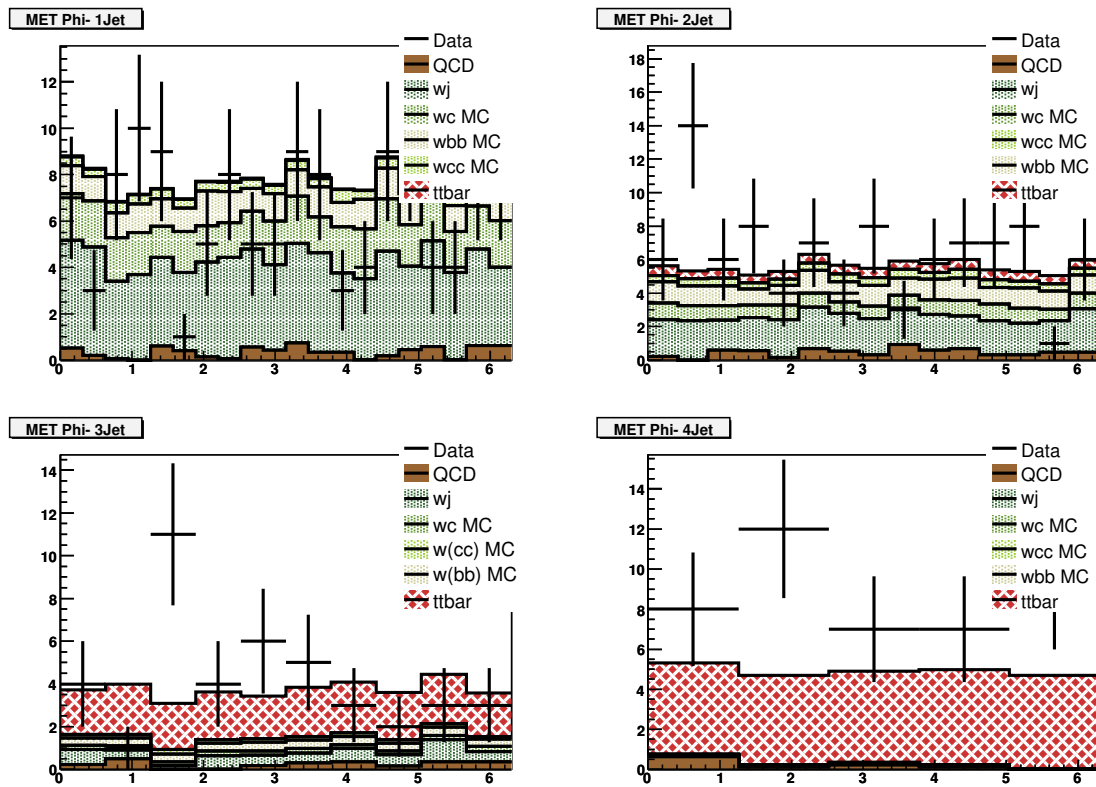 MET Phi- 1Jet
Data
QCD
wj
wc MC
wbb MC
wcc MC
ttbar
12
10
8
6
4
2
0
0 1 2 3 4 5 6
MET Phi- 2Jet
Data
QCD
wj
wc MC
wcc MC
wbb MC
ttbar
18
16
14
12
10
8
6
4
2
0
0 1 2 3 4 5 6
MET Phi- 3Jet
Data
QCD
wj
wc MC
w(cc) MC
w(bb) MC
ttbar
14
12
10
8
6
4
2
0
0 1 2 3 4 5 6
MET Phi- 4Jet
Data
QCD
wj
wc MC
wcc MC
wbb MC
ttbar
14
12
10
8
6
4
2
0
0 1 2 3 4 5 6